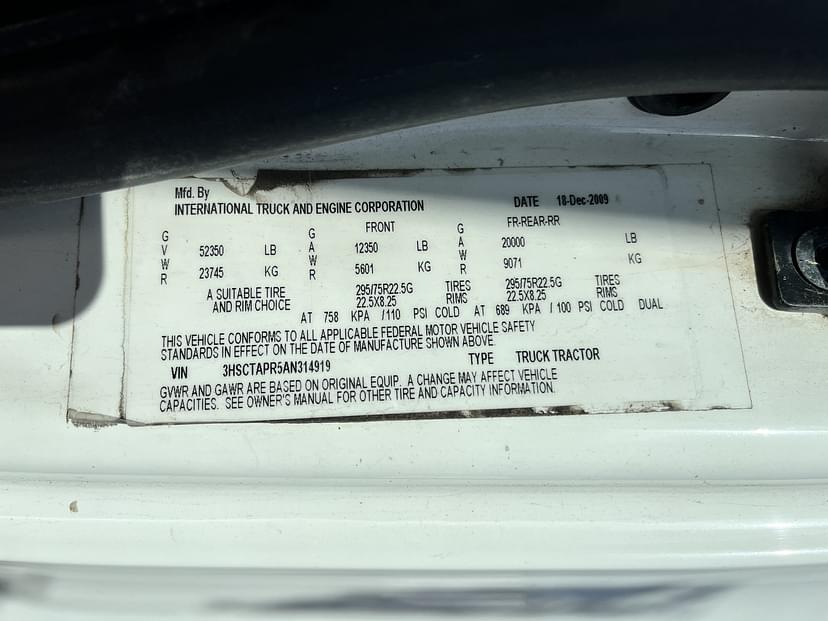 Mfd. By
INTERNATIONAL TRUCK AND ENGINE CORPORATION DATE 18-Dec-2009
GVWR 52350 LB GAWR FRONT 12350 LB GAWR FR-REAR-RR 20000 LB
23745 KG 5601 KG 9071 KG
A SUITABLE TIRE 295/75R22.5G TIRES 295/75R22.5G TIRES
AND RIM CHOICE 22.5X8.25 RIMS 22.5X8.25 RIMS
AT 758 KPA /110 PSI COLD AT 689 KPA /100 PSI COLD DUAL
THIS VEHICLE CONFORMS TO ALL APPLICABLE FEDERAL MOTOR VEHICLE SAFETY
STANDARDS IN EFFECT ON THE DATE OF MANUFACTURE SHOWN ABOVE
VIN 3HSCTAPR5AN314919 TYPE TRUCK TRACTOR
GVWR AND GAWR ARE BASED ON ORIGINAL EQUIP. A CHANGE MAY AFFECT VEHICLE
CAPACITIES. SEE OWNER'S MANUAL FOR OTHER TIRE AND CAPACITY INFORMATION.